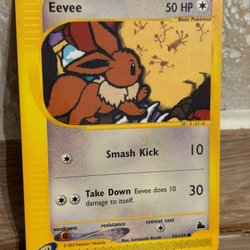 Eevee 50 HP
Basic Pokémon
Smash Kick 10
Take Down Eevee does 10 30
damage to itself.
weakness resistance retreat cost